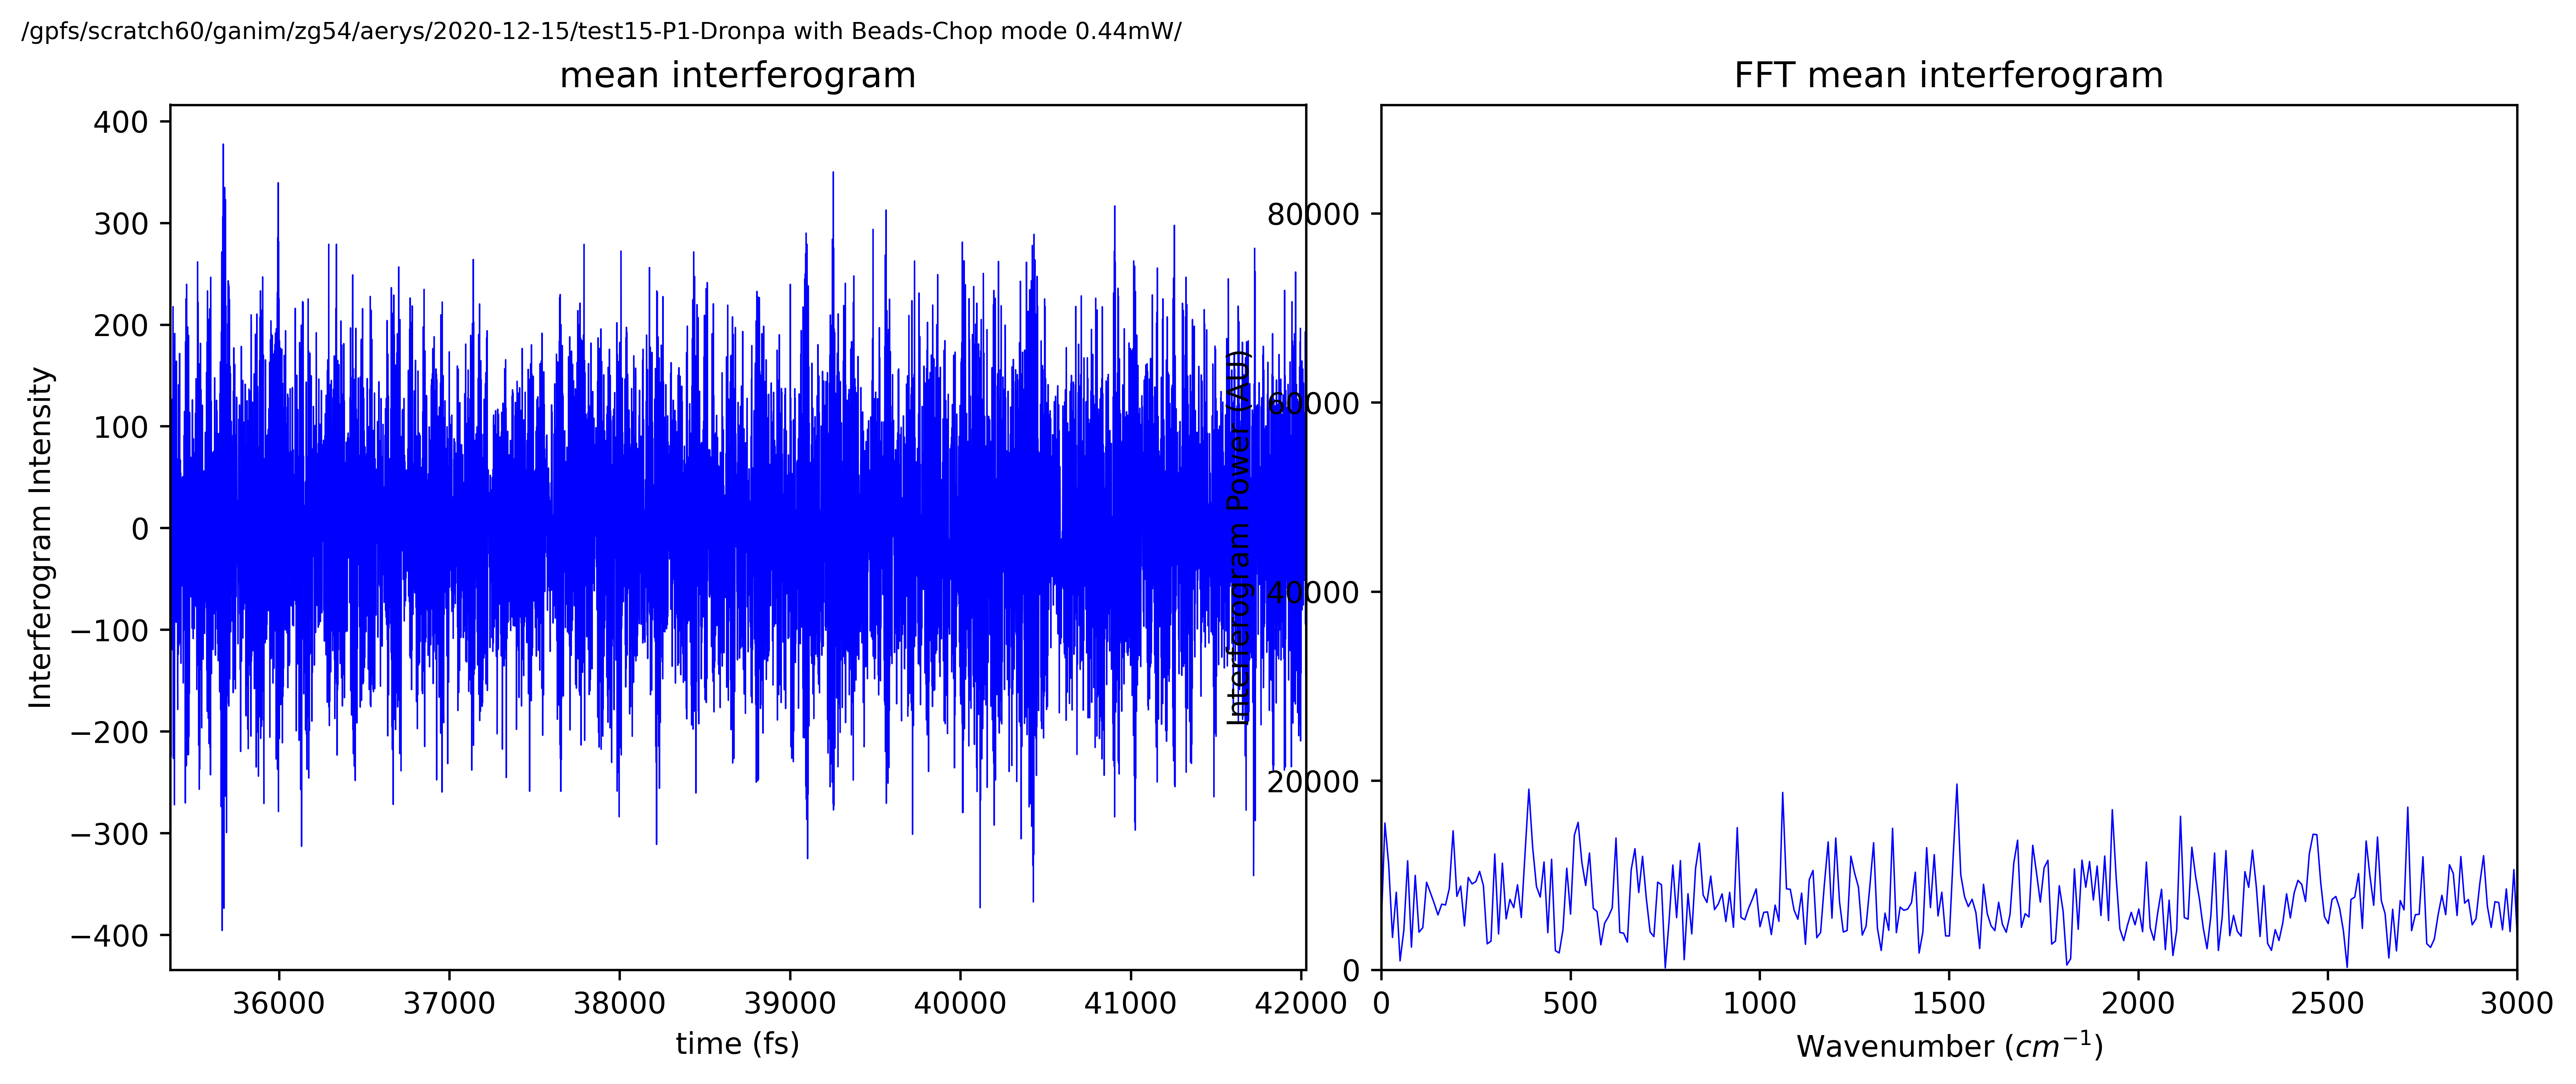 /gpfs/scratch60/ganim/zg54/aerys/2020-12-15/test15-P1-Dronpa with Beads-Chop mode 0.44mW/
mean interferogram
Interferogram Intensity
400
300
200
100
0
−100
−200
−300
−400
36000 37000 38000 39000 40000 41000 42000
time (fs)
FFT mean interferogram
Interferogram Power (AU)
80000
60000
40000
20000
0
0 500 1000 1500 2000 2500 3000
Wavenumber (cm⁻¹)